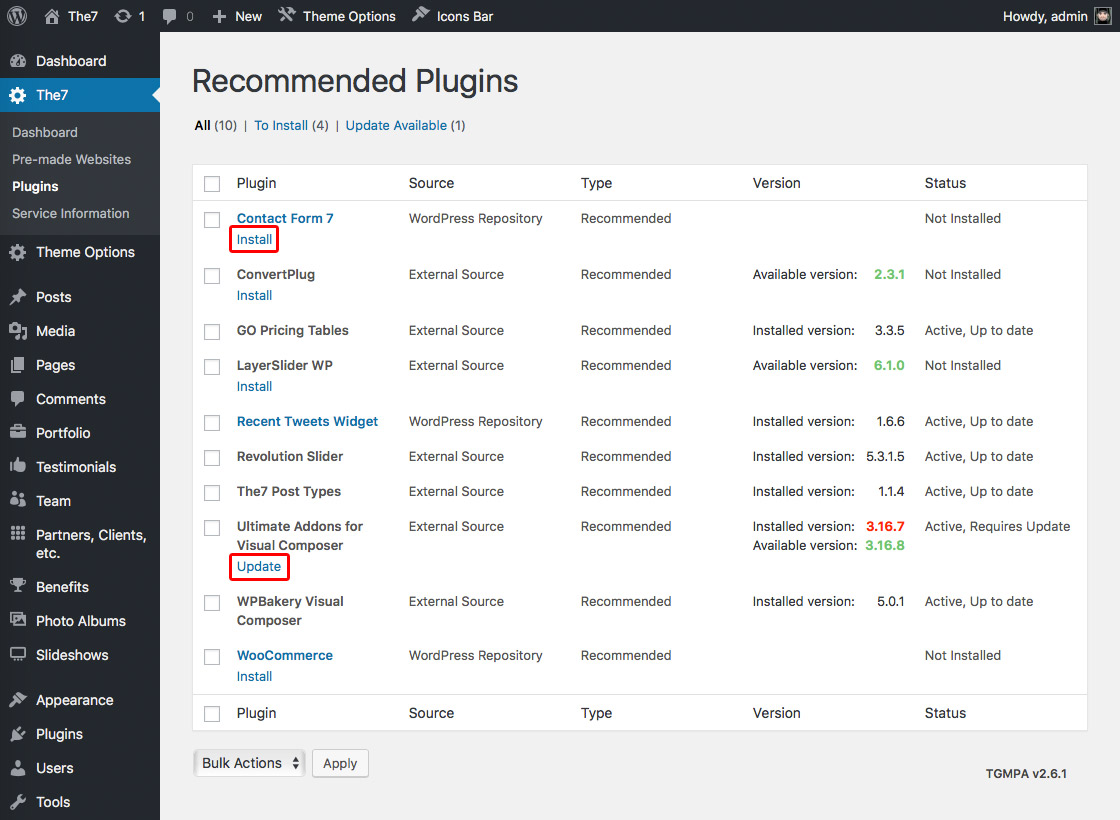 The7 1 0 New Theme Options Icons Bar Howdy, admin
Dashboard
The7
Dashboard
Pre-made Websites
Plugins
Service Information
Theme Options
Posts
Media
Pages
Comments
Portfolio
Testimonials
Team
Partners, Clients,
etc.
Benefits
Photo Albums
Slideshows
Appearance
Plugins
Users
Tools
Recommended Plugins
All (10) | To Install (4) | Update Available (1)
Plugin Source Type Version Status
Contact Form 7 WordPress Repository Recommended Not Installed
Install
ConvertPlug External Source Recommended Available version: 2.3.1 Not Installed
Install
GO Pricing Tables External Source Recommended Installed version: 3.3.5 Active, Up to date
LayerSlider WP External Source Recommended Available version: 6.1.0 Not Installed
Install
Recent Tweets Widget WordPress Repository Recommended Installed version: 1.6.6 Active, Up to date
Revolution Slider External Source Recommended Installed version: 5.3.1.5 Active, Up to date
The7 Post Types External Source Recommended Installed version: 1.1.4 Active, Up to date
Ultimate Addons for External Source Recommended Installed version: 3.16.7 Active, Requires Update
Visual Composer Available version: 3.16.8
Update
WPBakery Visual External Source Recommended Installed version: 5.0.1 Active, Up to date
Composer
WooCommerce WordPress Repository Recommended Not Installed
Install
Plugin Source Type Version Status
Bulk Actions Apply
TGMPA v2.6.1